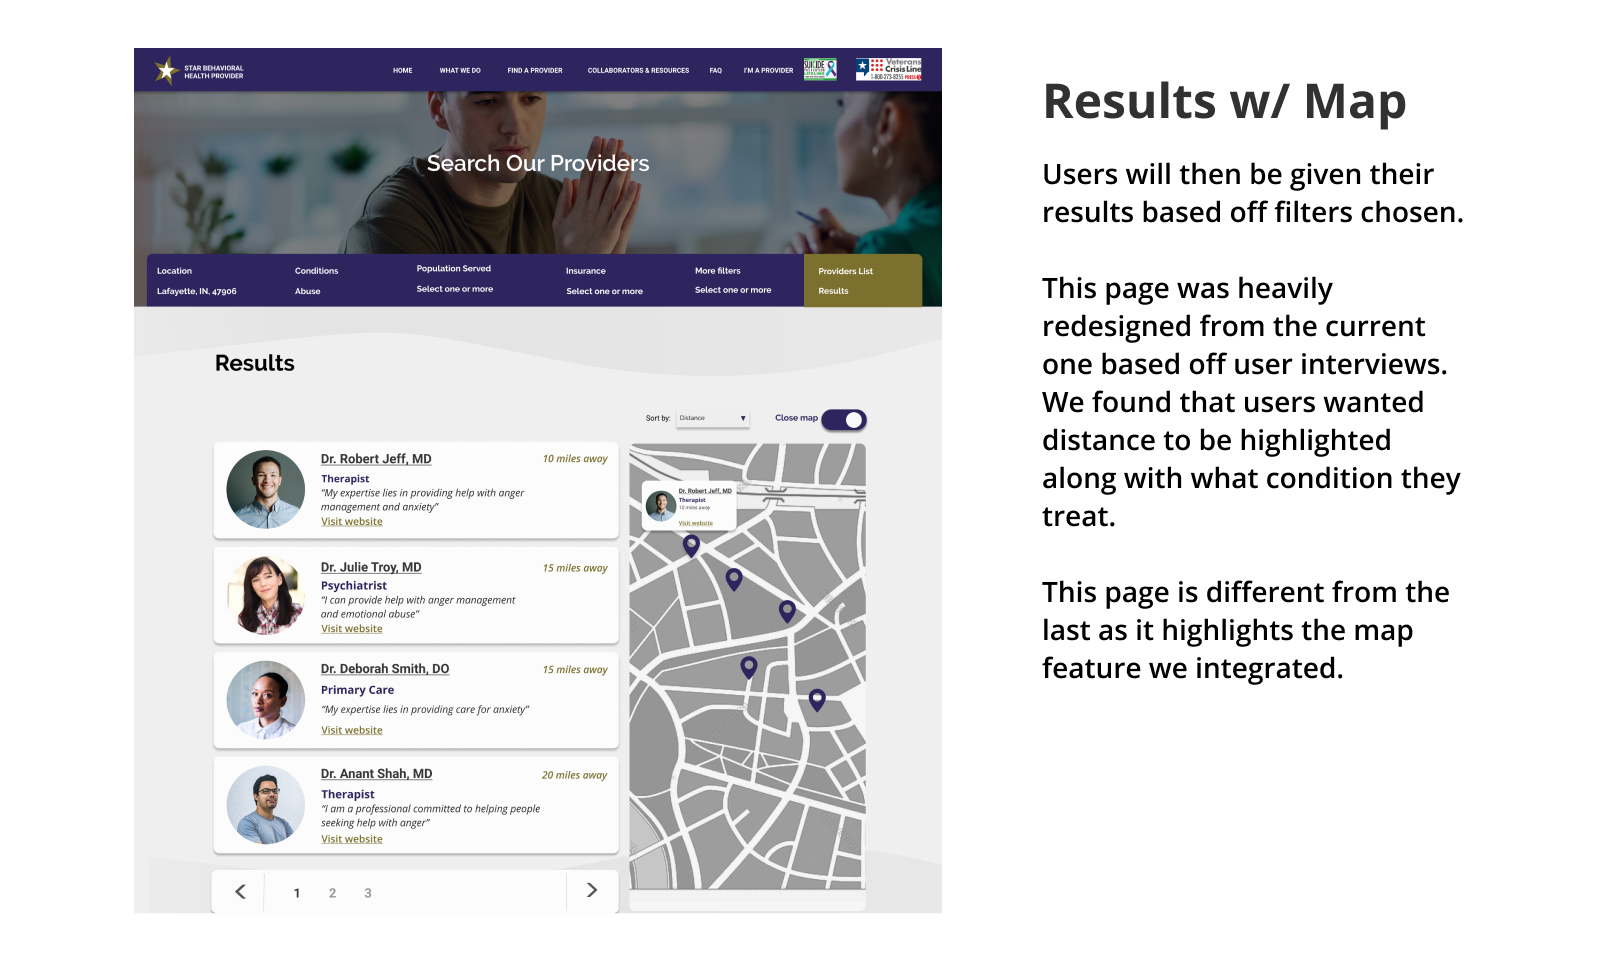 STAR BEHAVIORAL
HEALTH PROVIDER
HOME
WHAT WE DO
FIND A PROVIDER
COLLABORATORS & RESOURCES
FAQ
I'M A PROVIDER
SUICIDE
LIFELINE
Veterans
Crisis Line
1-800-273-8255 PRESS 1
Search Our Providers
Location
Lafayette, IN, 47906
Conditions
Abuse
Population Served
Select one or more
Insurance
Select one or more
More filters
Select one or more
Providers List
Results
Results
Sort by:
Distance
Close map
Dr. Robert Jeff, MD
10 miles away
Therapist
“My expertise lies in providing help with anger
management and anxiety”
Visit website
Dr. Julie Troy, MD
15 miles away
Psychiatrist
“I can provide help with anger management
and emotional abuse”
Visit website
Dr. Deborah Smith, DO
15 miles away
Primary Care
“My expertise lies in providing care for anxiety”
Visit website
Dr. Anant Shah, MD
20 miles away
Therapist
“I am a professional committed to helping people
seeking help with anger”
Visit website
1 2 3
Dr. Robert Jeff, MD
Therapist
10 miles away
Visit website
Results w/ Map
Users will then be given their
results based off filters chosen.
This page was heavily
redesigned from the current
one based off user interviews.
We found that users wanted
distance to be highlighted
along with what condition they
treat.
This page is different from the
last as it highlights the map
feature we integrated.